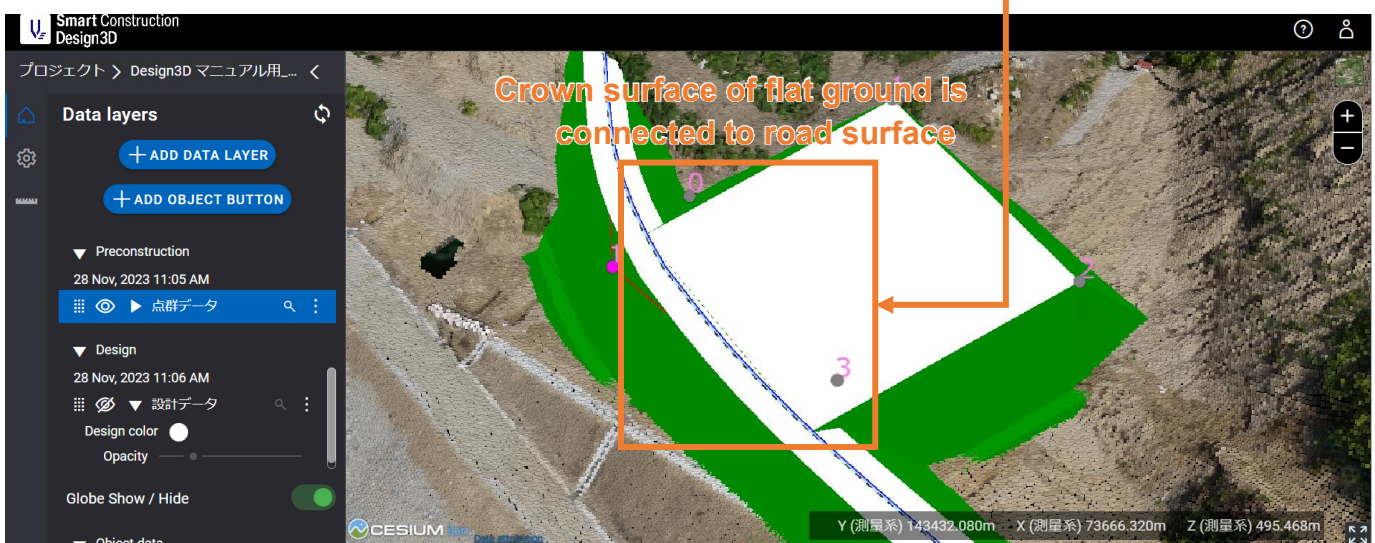 Smart Construction
Design3D
プロジェクト > Design3D マニュアル用_... <
Data layers
+ ADD DATA LAYER
+ ADD OBJECT BUTTON
▼ Preconstruction
28 Nov, 2023 11:05 AM
点群データ
▼ Design
28 Nov, 2023 11:06 AM
設計データ
Design color
Opacity
Globe Show / Hide
Object data
Crown surface of flat ground is
connected to road surface
0
1
2
3
+
−
CESIUM ion
Data attribution
Y (測量系) 143432.080m X (測量系) 73666.320m Z (測量系) 495.468m